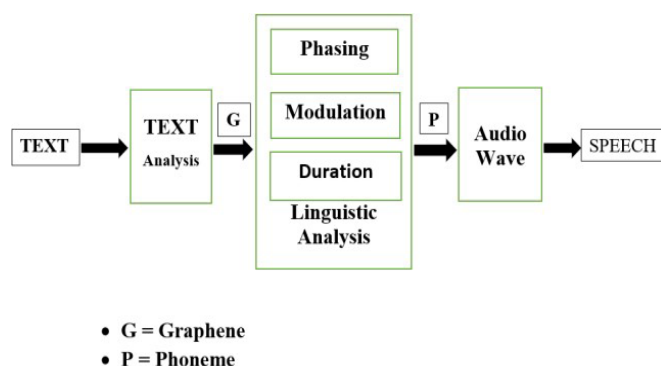 TEXT
TEXT
Analysis
G
Phasing
Modulation
Duration
Linguistic
Analysis
P
Audio
Wave
SPEECH
• G = Graphene
• P = Phoneme